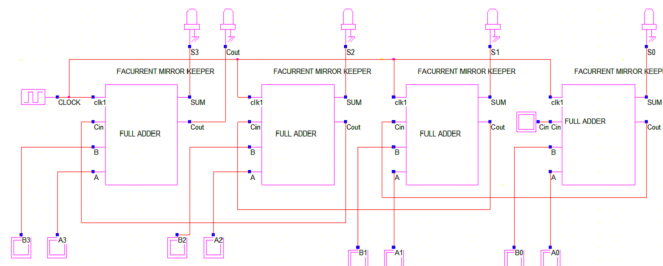 S3 Cout S2 S1 S0
FACURRENT MIRROR KEEPER FACURRENT MIRROR KEEPER FACURRENT MIRROR KEEPER FACURRENT MIRROR KEEP
CLOCK clk1 SUM clk1 SUM clk1 SUM clk1 SUM
Cin Cout Cin Cout Cin Cout Cin Cin Cout
FULL ADDER FULL ADDER FULL ADDER FULL ADDER
B B B B
A A A A
B3 A3 B2 A2 B1 A1 B0 A0